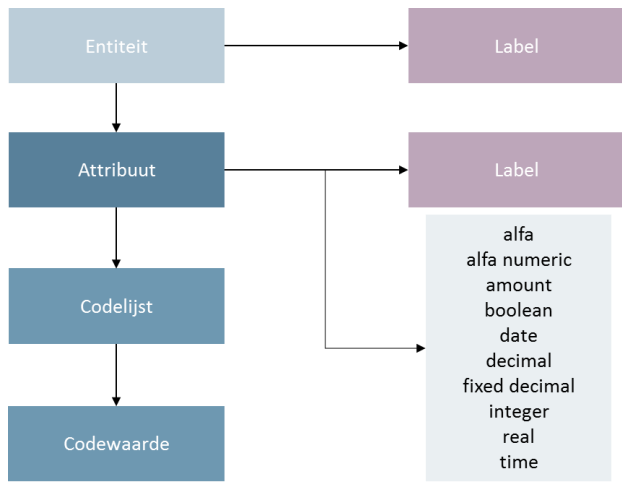 Entiteit
Label
Attribuut
Label
alfa
alfa numeric
amount
boolean
date
decimal
fixed decimal
integer
real
time
Codelijst
Codewaarde